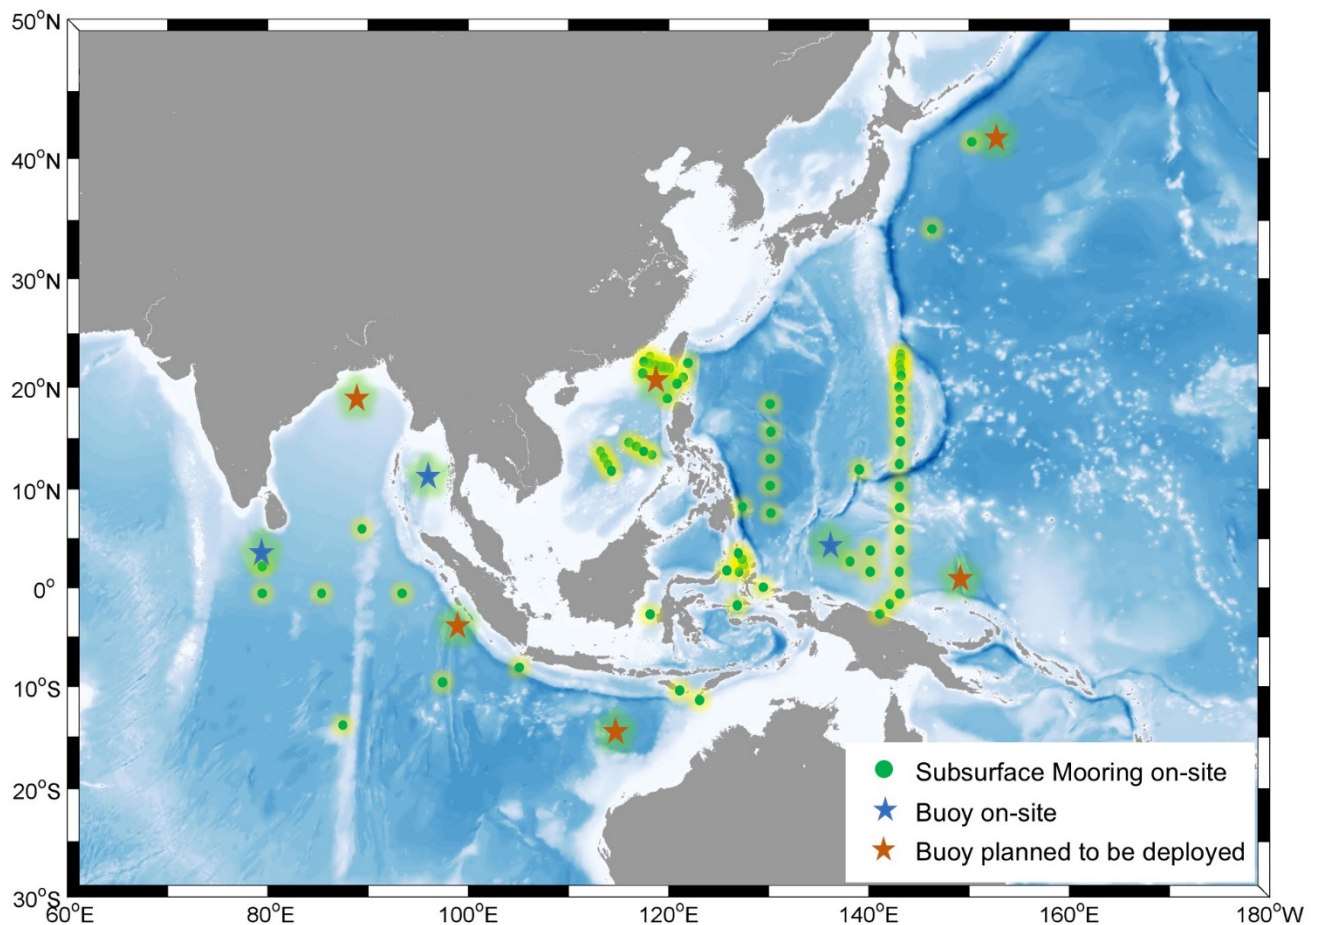 50°N
40°N
30°N
20°N
10°N
0°
10°S
20°S
30°S
60°E 80°E 100°E 120°E 140°E 160°E 180°W
Subsurface Mooring on-site
Buoy on-site
Buoy planned to be deployed